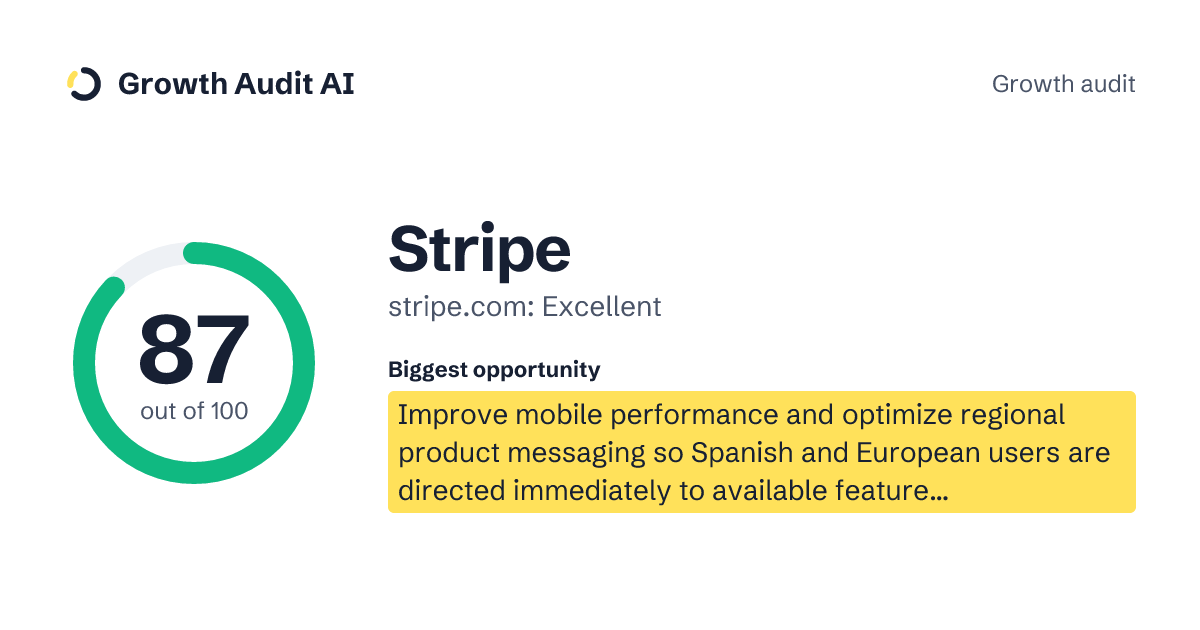 Growth Audit AI
Growth audit
87
out of 100
Stripe
stripe.com: Excellent
Biggest opportunity
Improve mobile performance and optimize regional
product messaging so Spanish and European users are
directed immediately to available feature…